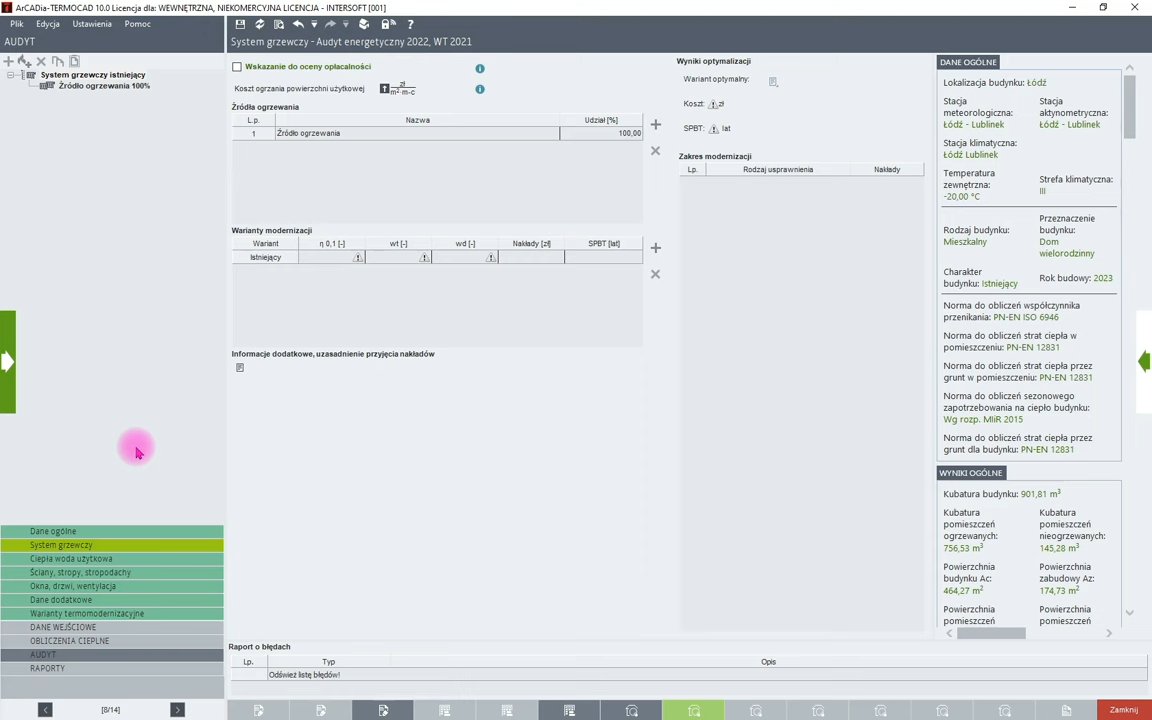 ArCADia-TERMOCAD 10.0 Licencja dla: WEWNĘTRZNA, NIEKOMERCYJNA LICENCJA - INTERSOFT [001]
Plik Edycja Ustawienia Pomoc
AUDYT
System grzewczy - Audyt energetyczny 2022, WT 2021
System grzewczy istniejący
Źródło ogrzewania 100%
Wskazanie do oceny opłacalności
Koszt ogrzania powierzchni użytkowej zł/m²·m-c
Źródła ogrzewania
L.p. Nazwa Udział [%]
1 Źródło ogrzewania 100,00
Warianty modernizacji
Wariant η 0,1 [-] wt [-] wd [-] Nakłady [zł] SPBT [lat]
Istniejący
Informacje dodatkowe, uzasadnienie przyjęcia nakładów
Wyniki optymalizacji
Wariant optymalny:
Koszt: zł
SPBT: lat
Zakres modernizacji
Lp. Rodzaj usprawnienia Nakłady
DANE OGÓLNE
Lokalizacja budynku: Łódź
Stacja meteorologiczna: Łódź - Lublinek
Stacja aktynometryczna: Łódź - Lublinek
Stacja klimatyczna: Łódź Lublinek
Temperatura zewnętrzna: -20,00 °C
Strefa klimatyczna: III
Rodzaj budynku: Mieszkalny
Przeznaczenie budynku: Dom wielorodzinny
Charakter budynku: Istniejący
Rok budowy: 2023
Norma do obliczeń współczynnika
przenikania: PN-EN ISO 6946
Norma do obliczeń strat ciepła w
pomieszczeniu: PN-EN 12831
Norma do obliczeń strat ciepła przez
grunt w pomieszczeniu: PN-EN 12831
Norma do obliczeń sezonowego
zapotrzebowania na ciepło budynku:
Wg rozp. MIiR 2015
Norma do obliczeń strat ciepła przez
grunt dla budynku: PN-EN 12831
WYNIKI OGÓLNE
Kubatura budynku: 901,81 m³
Kubatura pomieszczeń ogrzewanych: 756,53 m³
Kubatura pomieszczeń nieogrzewanych: 145,28 m³
Powierzchnia budynku Ac: 464,27 m²
Powierzchnia zabudowy Az: 174,73 m²
Powierzchnia pomieszczeń
Powierzchnia pomieszczeń
Dane ogólne
System grzewczy
Ciepła woda użytkowa
Ściany, stropy, stropodachy
Okna, drzwi, wentylacja
Dane dodatkowe
Warianty termomodernizacyjne
DANE WEJŚCIOWE
OBLICZENIA CIEPLNE
AUDYT
RAPORTY
[8/14]
Raport o błędach
Lp. Typ Opis
Odśwież listę błędów!
Zamknij